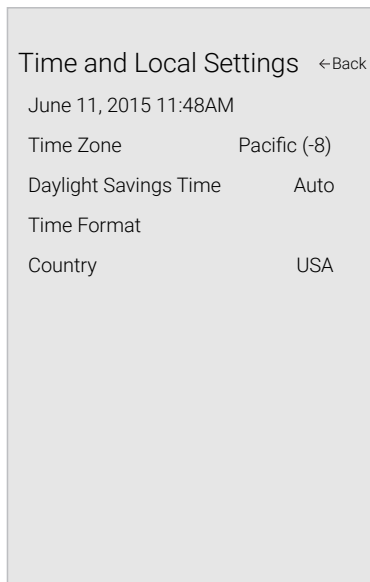 Time and Local Settings ←Back
June 11, 2015 11:48AM
Time Zone Pacific (-8)
Daylight Savings Time Auto
Time Format
Country USA